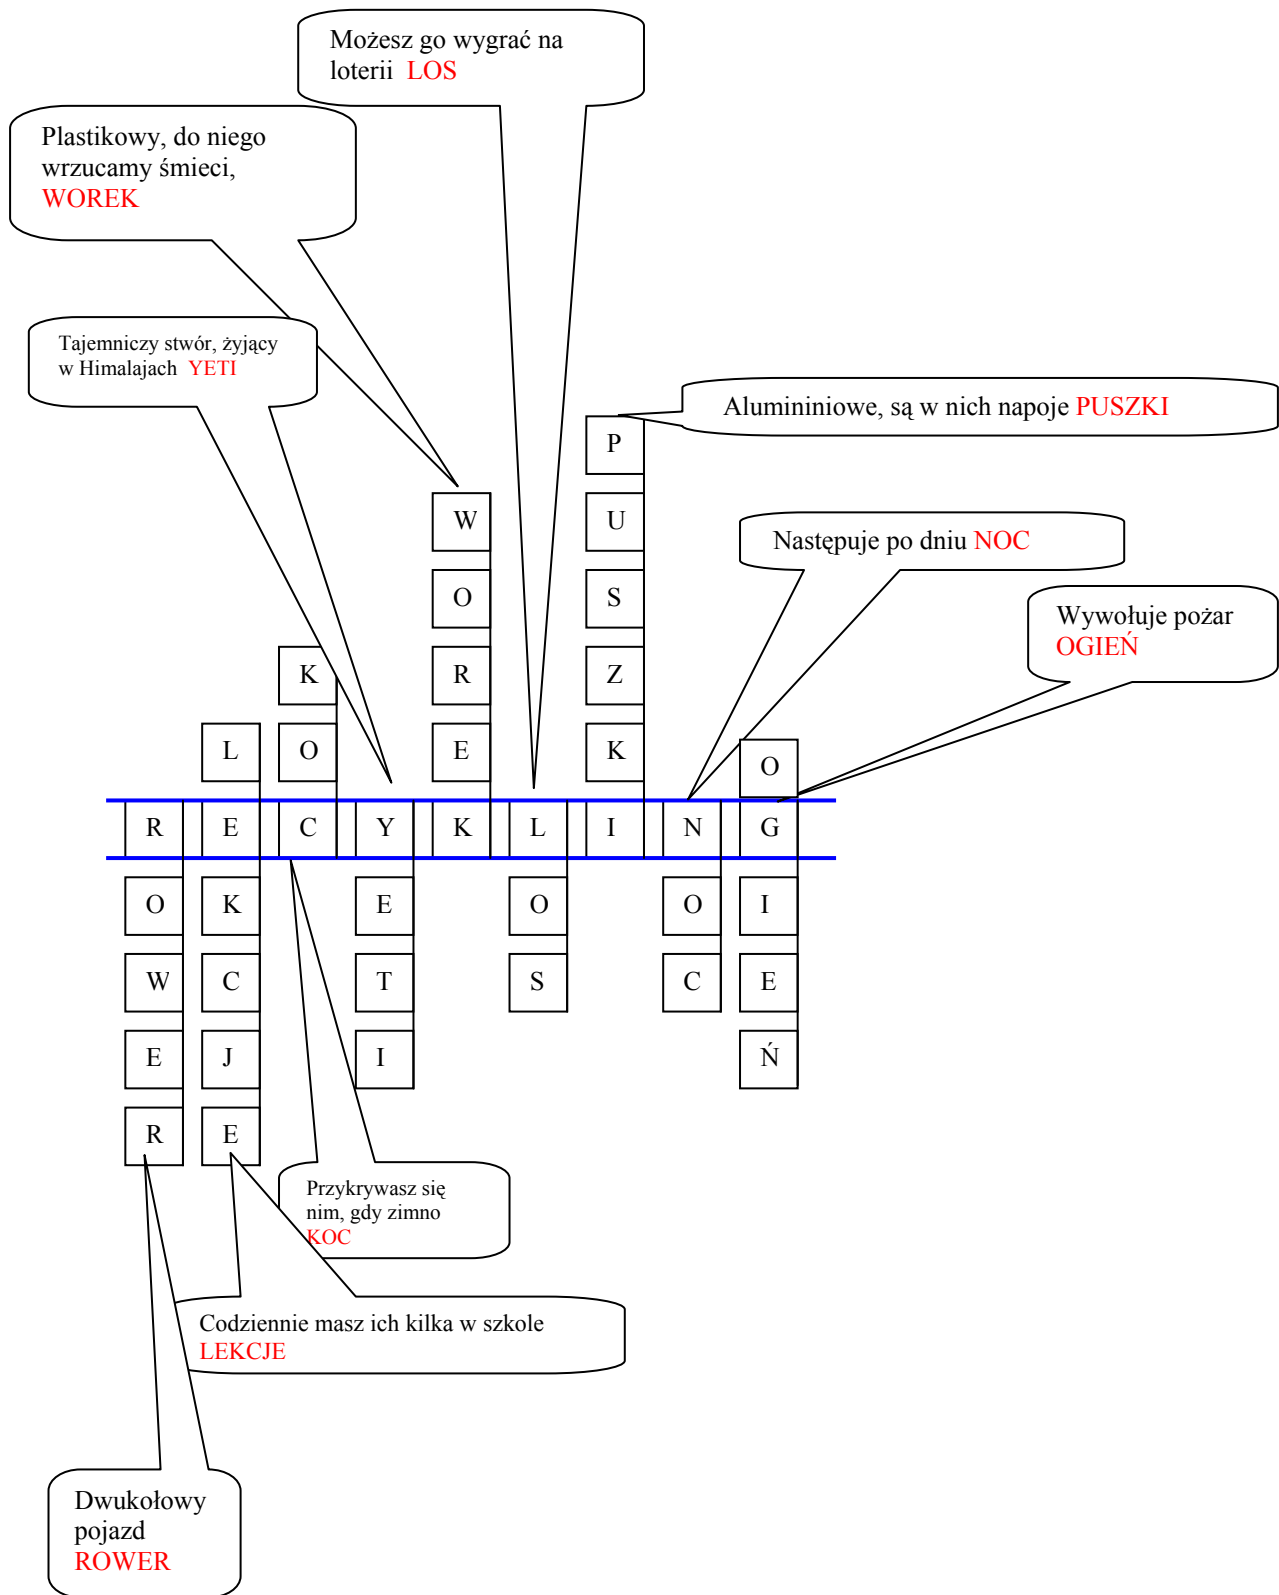 Możesz go wygrać na
loterii LOS
Plastikowy, do niego
wrzucamy śmieci,
WOREK
Tajemniczy stwór, żyjący
w Himalajach YETI
Alumininiowe, są w nich napoje PUSZKI
Następuje po dniu NOC
Wywołuje pożar
OGIEŃ
P
W U
O S
K R Z
L O E K O
R E C Y K L I N G
O K E O O I
W C T S C E
E J I Ń
R E
Przykrywasz się
nim, gdy zimno
KOC
Codziennie masz ich kilka w szkole
LEKCJE
Dwukołowy
pojazd
ROWER